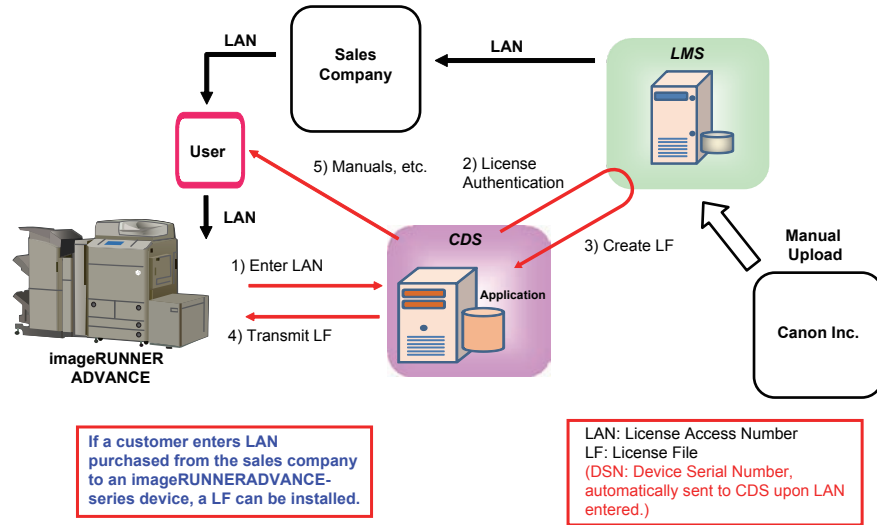 LAN
Sales
Company
LAN
LMS
User
5) Manuals, etc.
2) License
Authentication
LAN
CDS
3) Create LF
Manual
Upload
1) Enter LAN
Application
4) Transmit LF
Canon Inc.
imageRUNNER
ADVANCE
If a customer enters LAN
purchased from the sales company
to an imageRUNNERADVANCE-
series device, a LF can be installed.
LAN: License Access Number
LF: License File
(DSN: Device Serial Number,
automatically sent to CDS upon LAN
entered.)